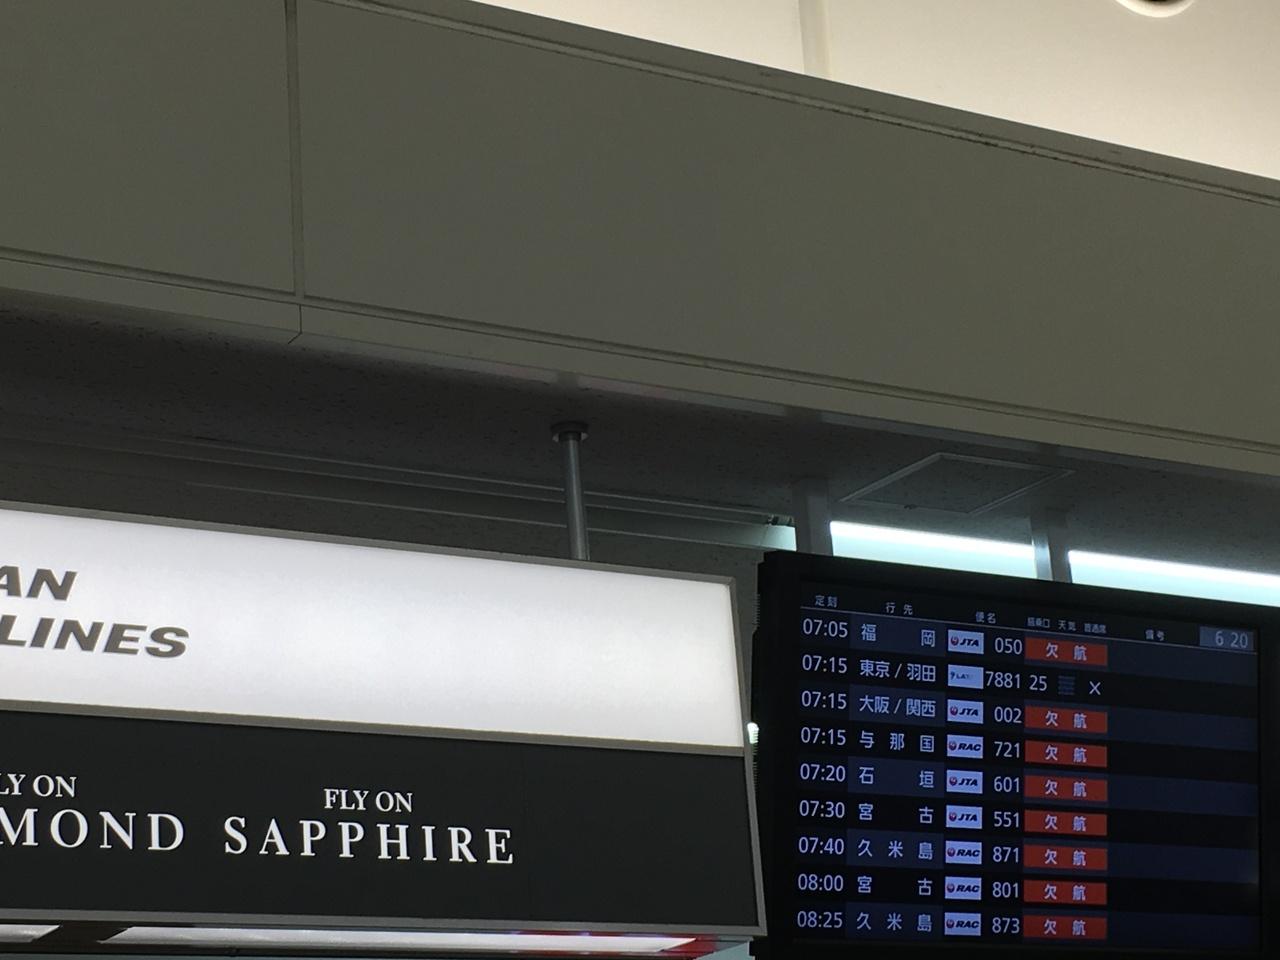 AN
LINES
LY ON
MOND
FLY ON
SAPPHIRE
定刻 行先 便名 搭乗口 天気 普通席 備考 6 20
07:05 福岡 JTA 050 欠航
07:15 東京/羽田 7881 25 X
07:15 大阪/関西 JTA 002 欠航
07:15 与那国 RAC 721 欠航
07:20 石垣 JTA 601 欠航
07:30 宮古 JTA 551 欠航
07:40 久米島 RAC 871 欠航
08:00 宮古 RAC 801 欠航
08:25 久米島 RAC 873 欠航